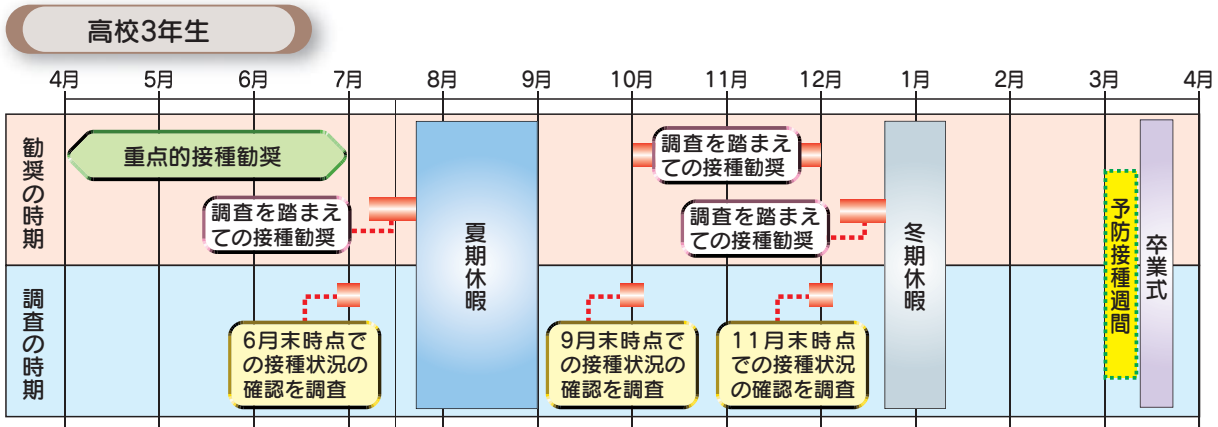 高校3年生
4月 5月 6月 7月 8月 9月 10月 11月 12月 1月 2月 3月 4月
勧奨の時期
重点的接種勧奨
調査を踏まえ
ての接種勧奨
調査を踏まえ
ての接種勧奨
調査を踏まえ
ての接種勧奨
夏期休暇
冬期休暇
予防接種週間
卒業式
調査の時期
6月末時点で
の接種状況の
確認を調査
9月末時点で
の接種状況の
確認を調査
11月末時点
での接種状況
の確認を調査